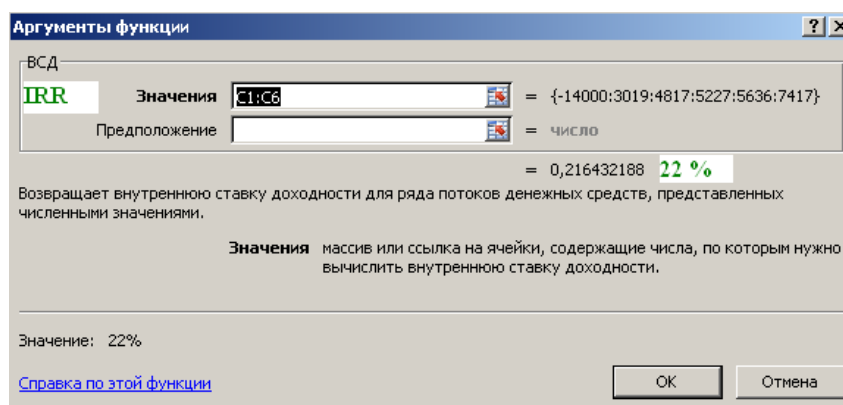 Аргументы функции
ВСД
IRR Значения C1:C6 = {-14000:3019:4817:5227:5636:7417}
Предположение = число
= 0,216432188 22 %
Возвращает внутреннюю ставку доходности для ряда потоков денежных средств, представленных
численными значениями.
Значения массив или ссылка на ячейки, содержащие числа, по которым нужно
вычислить внутреннюю ставку доходности.
Значение: 22%
Справка по этой функции OK Отмена